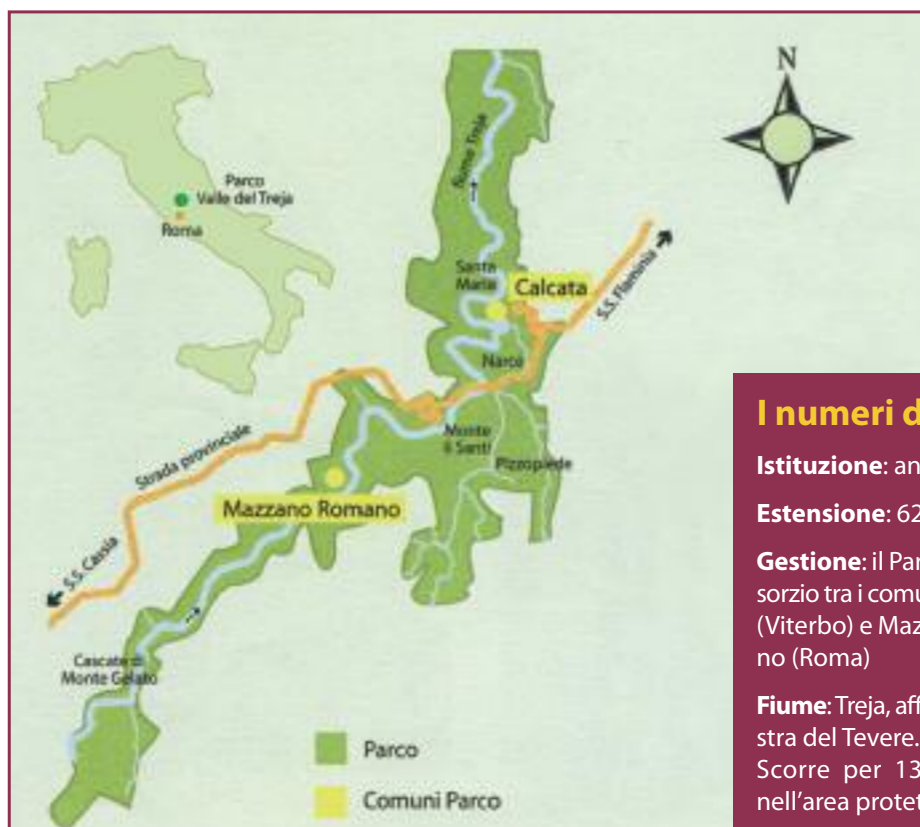 N
Parco
Valle del Treja
Roma
fiume Treja
Santa
Maria
Calcata
S.S. Flaminia
Narce
Strada provinciale
Monte
li Santi
Pizzopiede
Mazzano Romano
S.S. Cassia
Cascate di
Monte Gelato
Parco
Comuni Parco
I numeri d
Istituzione: an
Estensione: 62
Gestione: il Par
sorzio tra i comu
(Viterbo) e Maz
no (Roma)
Fiume: Treja, aff
stra del Tevere.
Scorre per 13
nell'area protet